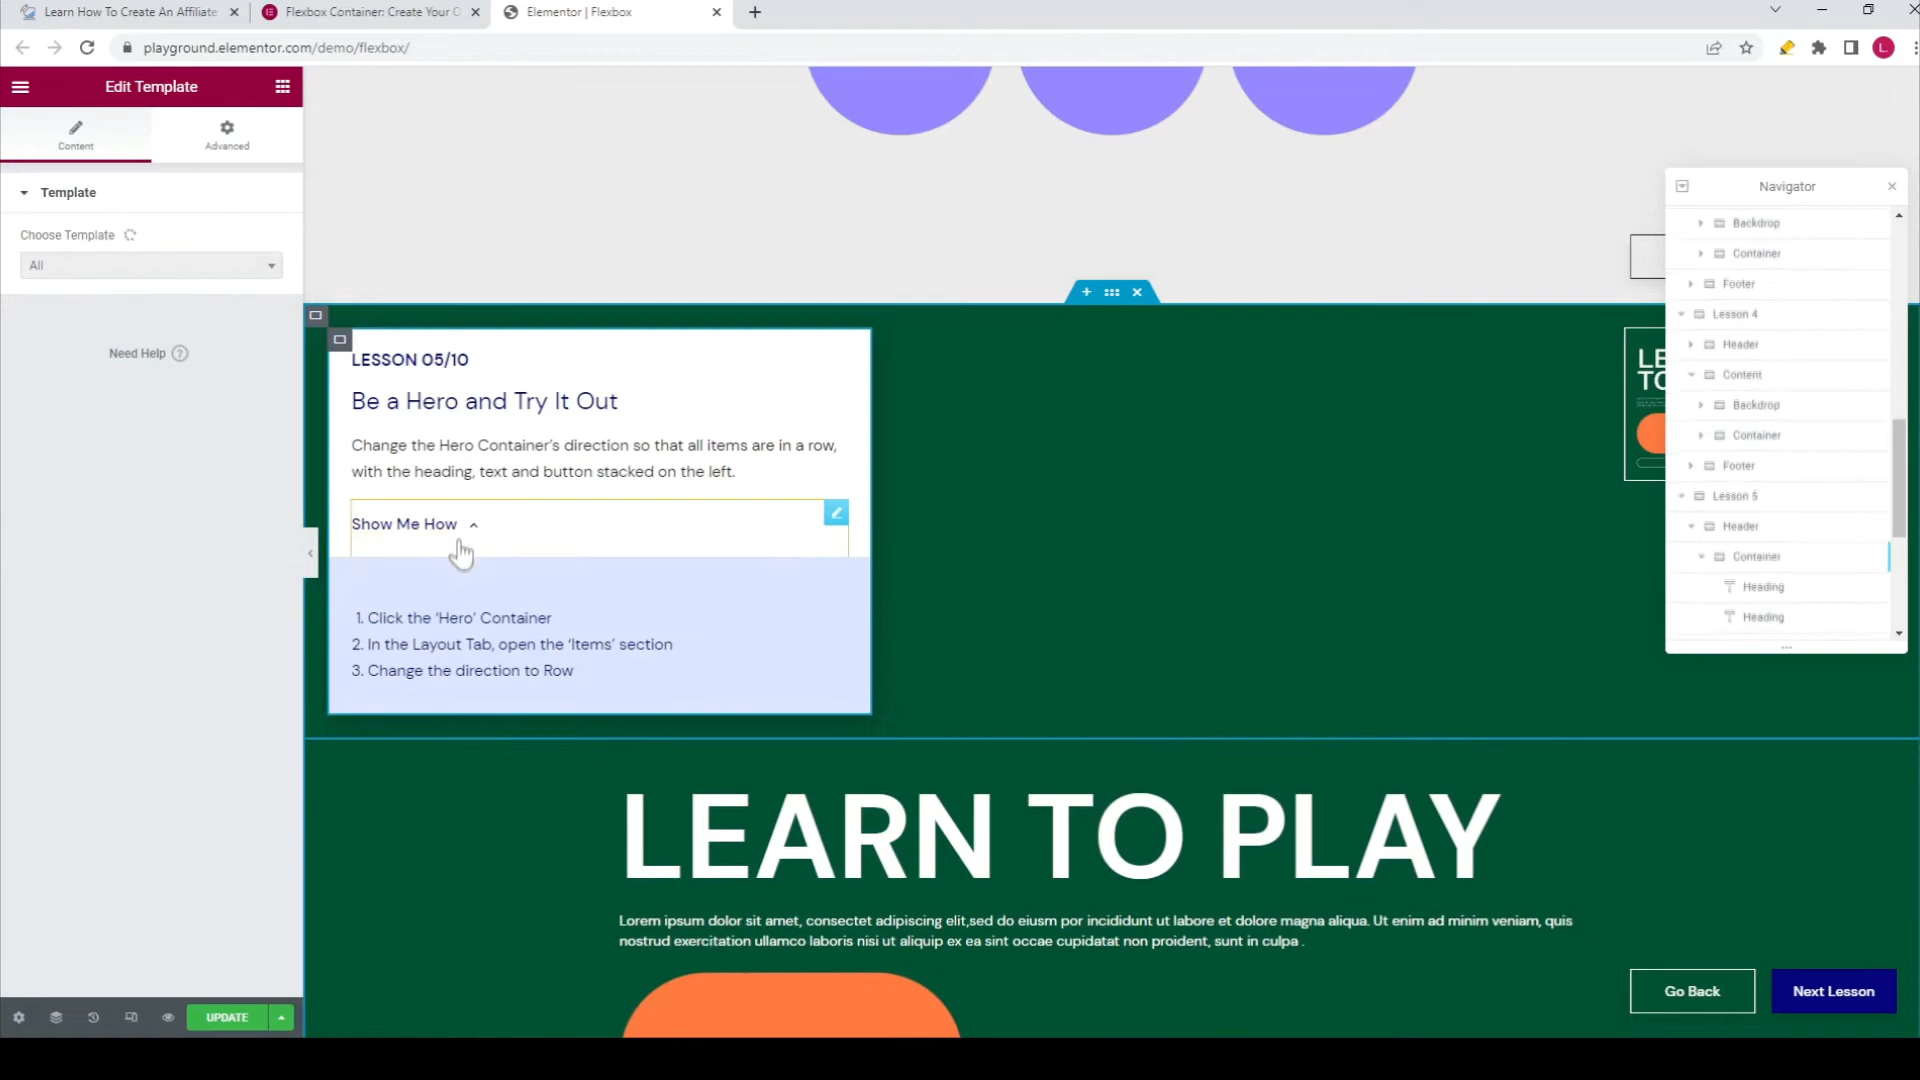 Learn How To Create An Affiliate
Flexbox Container: Create Your O
Elementor | Flexbox
playground.elementor.com/demo/flexbox/
L
Edit Template
Content
Advanced
Template
Choose Template
All
Need Help ?
LESSON 05/10
Be a Hero and Try It Out
Change the Hero Container's direction so that all items are in a row,
with the heading, text and button stacked on the left.
Show Me How
1. Click the ‘Hero’ Container
2. In the Layout Tab, open the ‘Items’ section
3. Change the direction to Row
LE
TO
Navigator
Backdrop
Container
Footer
Lesson 4
Header
Content
Backdrop
Container
Footer
Lesson 5
Header
Container
Heading
Heading
LEARN TO PLAY
Lorem ipsum dolor sit amet, consectet adipiscing elit,sed do eiusm por incididunt ut labore et dolore magna aliqua. Ut enim ad minim veniam, quis
nostrud exercitation ullamco laboris nisi ut aliquip ex ea sint occae cupidatat non proident, sunt in culpa .
Go Back
Next Lesson
UPDATE